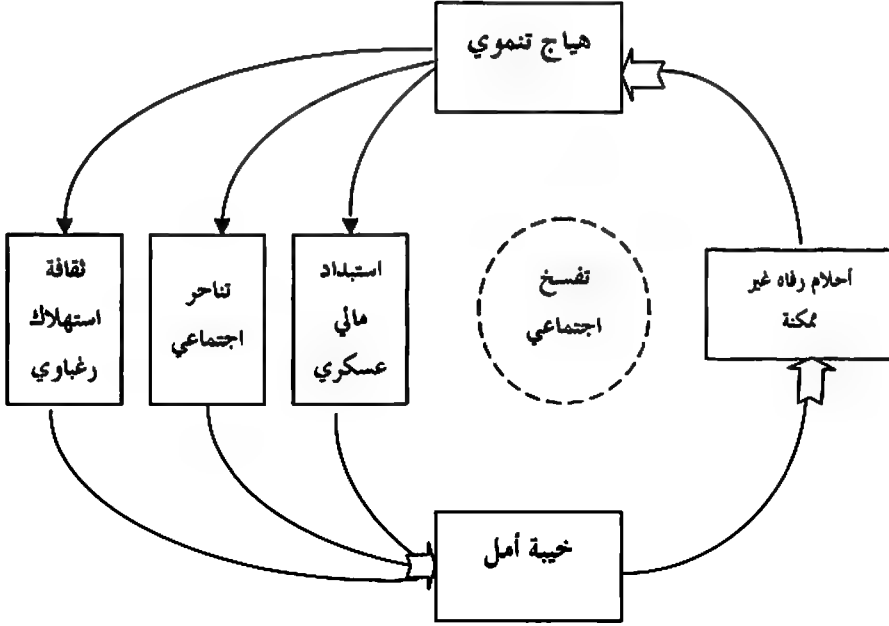 هياج تنموي
أحلام رفاه غير
ممكنة
تفسخ
اجتماعي
استبداد
مالي
عسكري
تناحر
اجتماعي
ثقافة
استهلاك
رغباوي
خيبة أمل